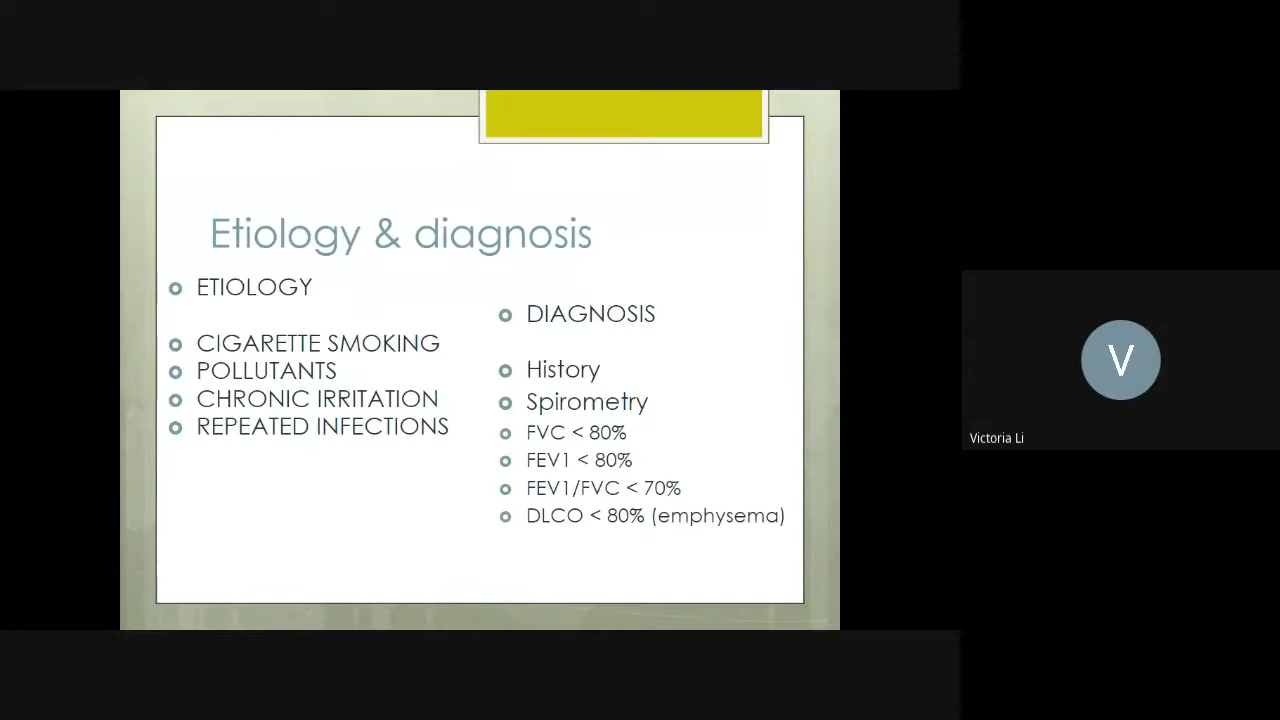 Etiology & diagnosis
ETIOLOGY
CIGARETTE SMOKING
POLLUTANTS
CHRONIC IRRITATION
REPEATED INFECTIONS
DIAGNOSIS
History
Spirometry
FVC < 80%
FEV1 < 80%
FEV1/FVC < 70%
DLCO < 80% (emphysema)
V
Victoria Li